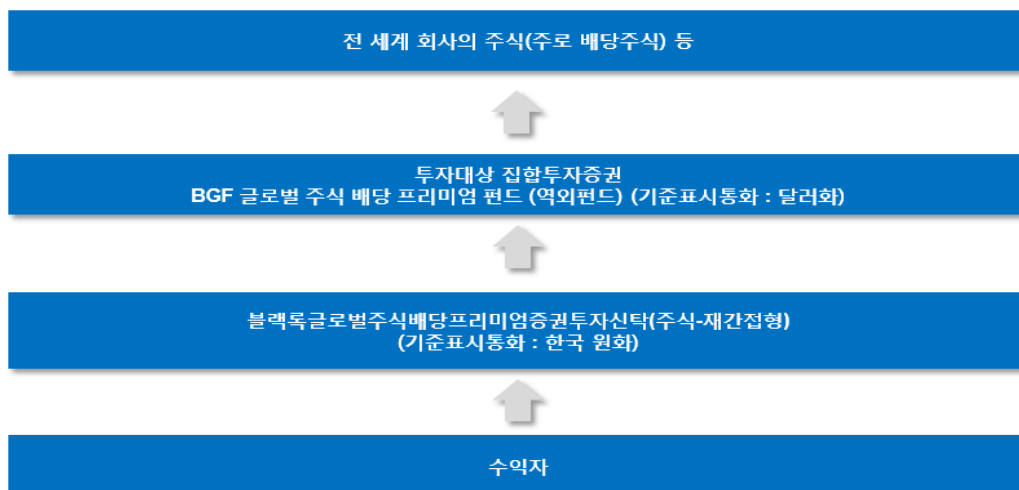 전 세계 회사의 주식(주로 배당주식) 등
투자대상 집합투자증권
BGF 글로벌 주식 배당 프리미엄 펀드 (역외펀드) (기준표시통화 : 달러화)
블랙록글로벌주식배당프리미엄증권투자신탁(주식-재간접형)
(기준표시통화 : 한국 원화)
수익자